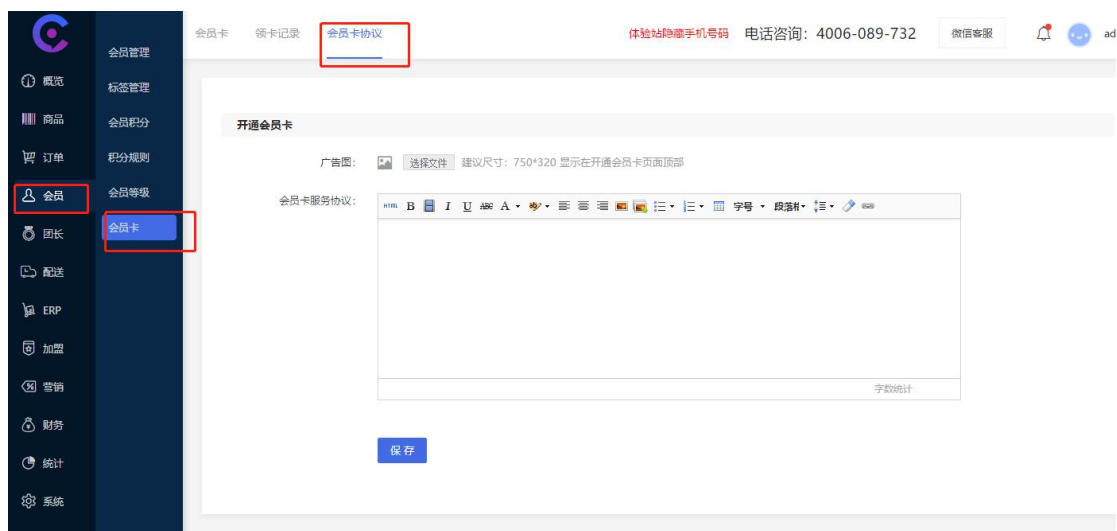 会员卡 领卡记录 会员卡协议 体验站隐藏手机号码 电话咨询：4006-089-732 微信客服 ad
概览
商品
订单
会员
团长
配送
ERP
加盟
营销
财务
统计
系统
会员管理
标签管理
会员积分
积分规则
会员等级
会员卡
开通会员卡
广告图： 选择文件 建议尺寸：750*320 显示在开通会员卡页面顶部
会员卡服务协议：
HTML B I U ABC A 字号
字数统计
保存